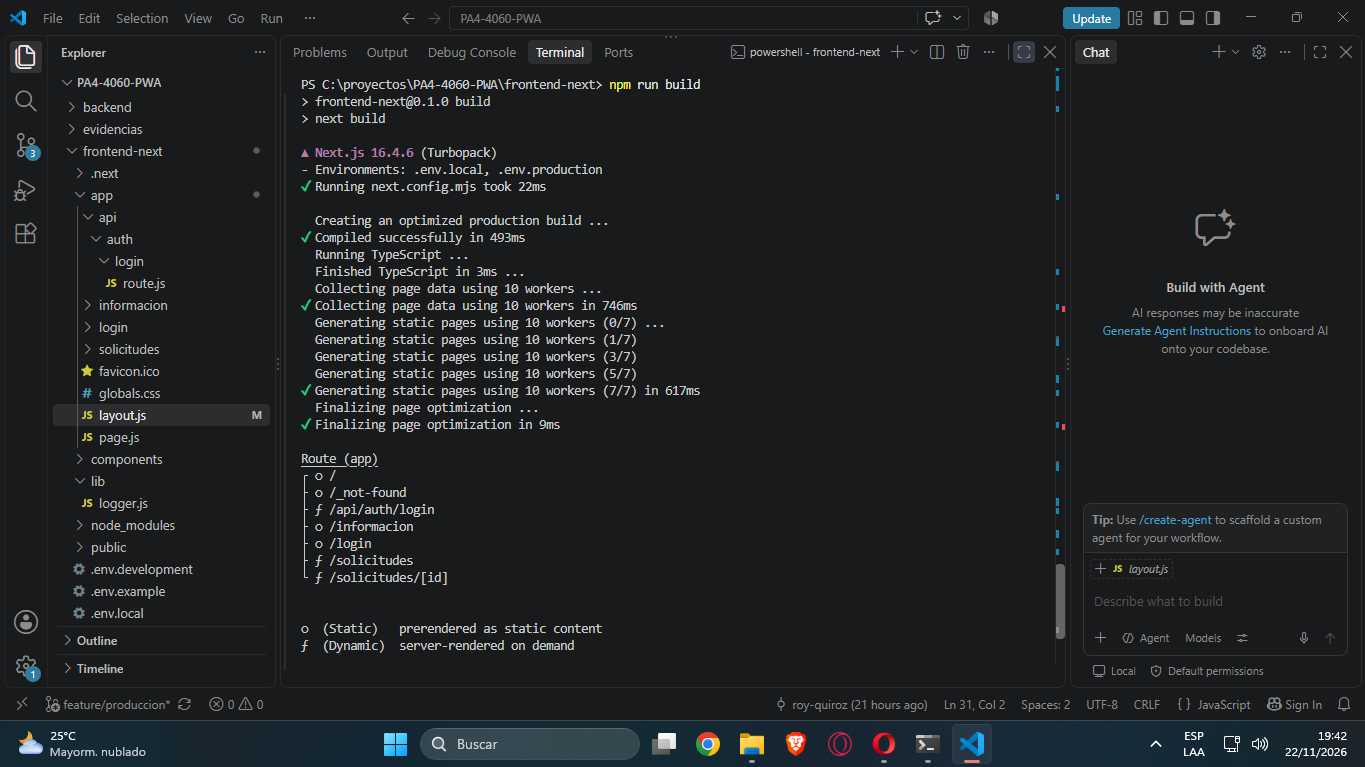 File Edit Selection View Go Run ··· PA4-4060-PWA Update
Explorer ···
PA4-4060-PWA
backend
evidencias
frontend-next
.next
app
api
auth
login
JS route.js
informacion
login
solicitudes
favicon.ico
# globals.css
JS layout.js M
JS page.js
components
lib
JS logger.js
node_modules
public
.env.development
.env.example
.env.local
Outline
Timeline
3
1
Problems Output Debug Console Terminal Ports powershell - frontend-next
PS C:\proyectos\PA4-4060-PWA\frontend-next> npm run build
> frontend-next@0.1.0 build
> next build
▲ Next.js 16.4.6 (Turbopack)
- Environments: .env.local, .env.production
✓ Running next.config.mjs took 22ms
Creating an optimized production build ...
✓ Compiled successfully in 493ms
Running TypeScript ...
Finished TypeScript in 3ms ...
Collecting page data using 10 workers ...
✓ Collecting page data using 10 workers in 746ms
Generating static pages using 10 workers (0/7) ...
Generating static pages using 10 workers (1/7)
Generating static pages using 10 workers (3/7)
Generating static pages using 10 workers (5/7)
✓ Generating static pages using 10 workers (7/7) in 617ms
Finalizing page optimization ...
✓ Finalizing page optimization in 9ms
Route (app)
┌ ○ /
├ ○ /_not-found
├ ƒ /api/auth/login
├ ○ /informacion
├ ○ /login
├ ƒ /solicitudes
└ ƒ /solicitudes/[id]
○ (Static) prerendered as static content
ƒ (Dynamic) server-rendered on demand
Chat
Build with Agent
AI responses may be inaccurate
Generate Agent Instructions to onboard AI
onto your codebase.
Tip: Use /create-agent to scaffold a custom
agent for your workflow.
JS layout.js
Describe what to build
Agent Models
Local Default permissions
feature/produccion* 0 0 roy-quiroz (21 hours ago) Ln 31, Col 2 Spaces: 2 UTF-8 CRLF { } JavaScript Sign In
25°C
Mayorm. nublado
Buscar
ESP
LAA
19:42
22/11/2026